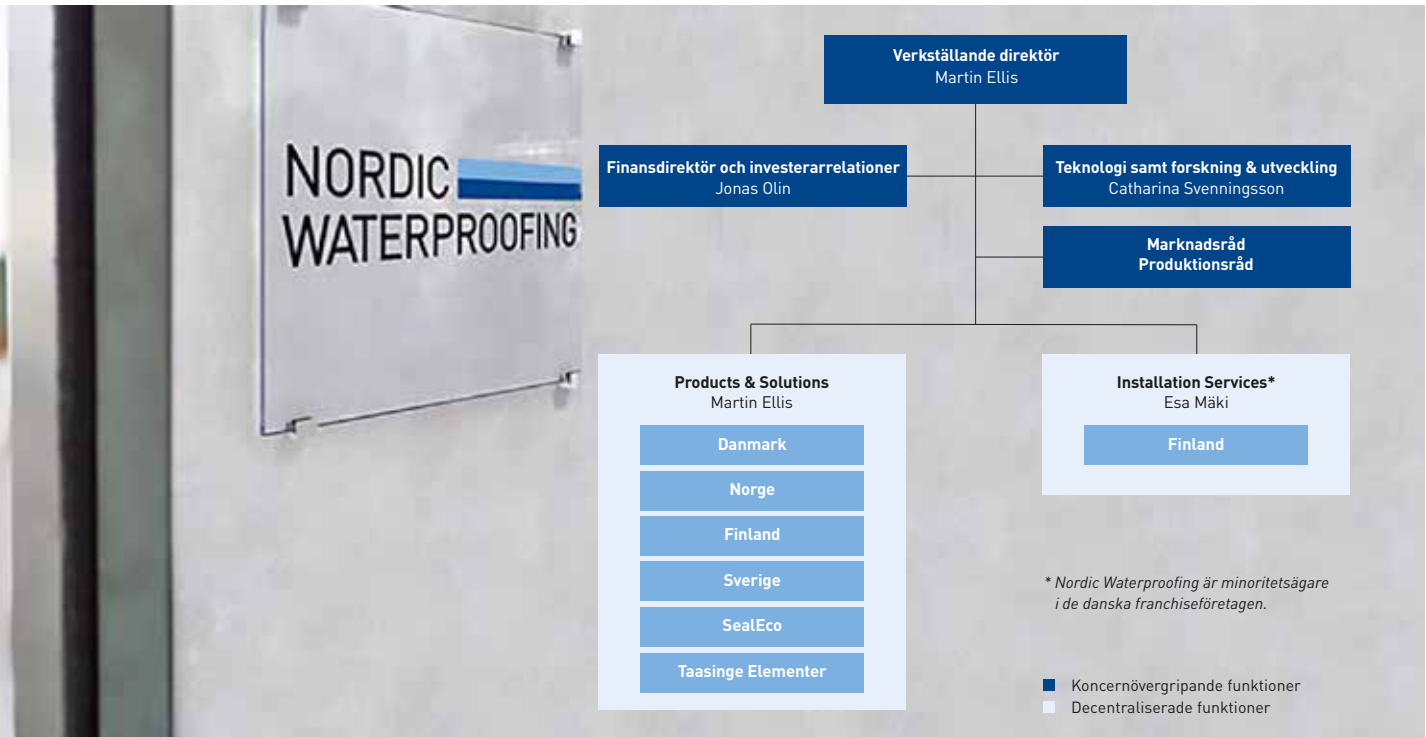 NORDIC
WATERPROOFING
Verkställande direktör
Martin Ellis
Finansdirektör och investerarrelationer
Jonas Olin
Teknologi samt forskning & utveckling
Catharina Svenningsson
Marknadsråd
Produktionsråd
Products & Solutions
Martin Ellis
Danmark
Norge
Finland
Sverige
SealEco
Taasinge Elementer
Installation Services*
Esa Mäki
Finland
* Nordic Waterproofing är minoritetsägare
i de danska franchiseföretagen.
Koncernövergripande funktioner
Decentraliserade funktioner